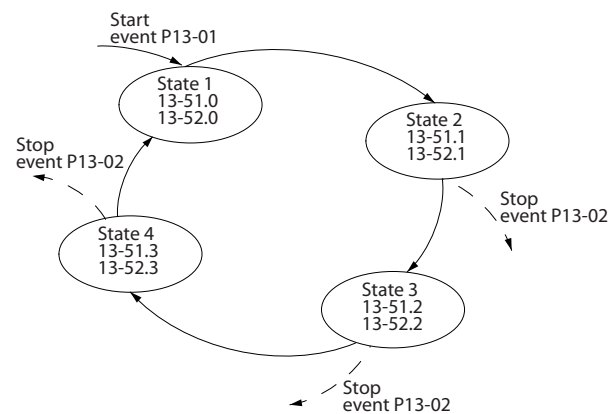 Start
event P13-01
State 1
13-51.0
13-52.0
State 2
13-51.1
13-52.1
Stop
event P13-02
Stop
event P13-02
State 4
13-51.3
13-52.3
State 3
13-51.2
13-52.2
Stop
event P13-02